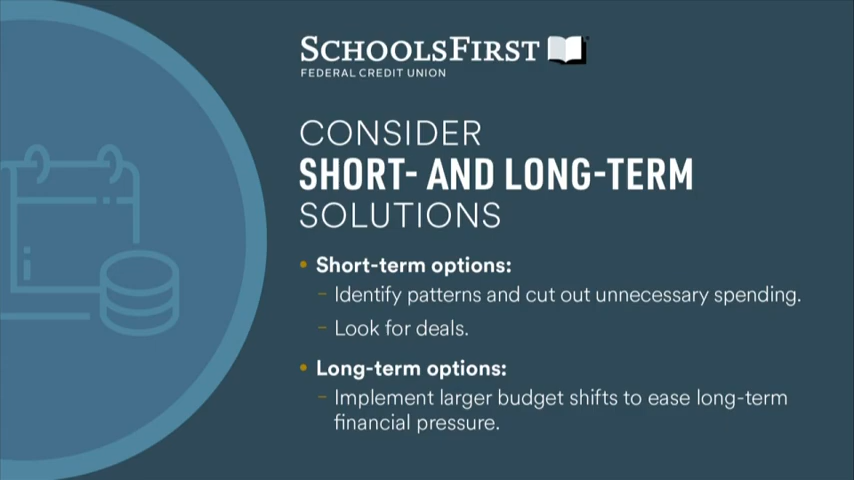 SCHOOLSFIRST
FEDERAL CREDIT UNION
CONSIDER
SHORT- AND LONG-TERM
SOLUTIONS
• Short-term options:
– Identify patterns and cut out unnecessary spending.
– Look for deals.
• Long-term options:
– Implement larger budget shifts to ease long-term
financial pressure.